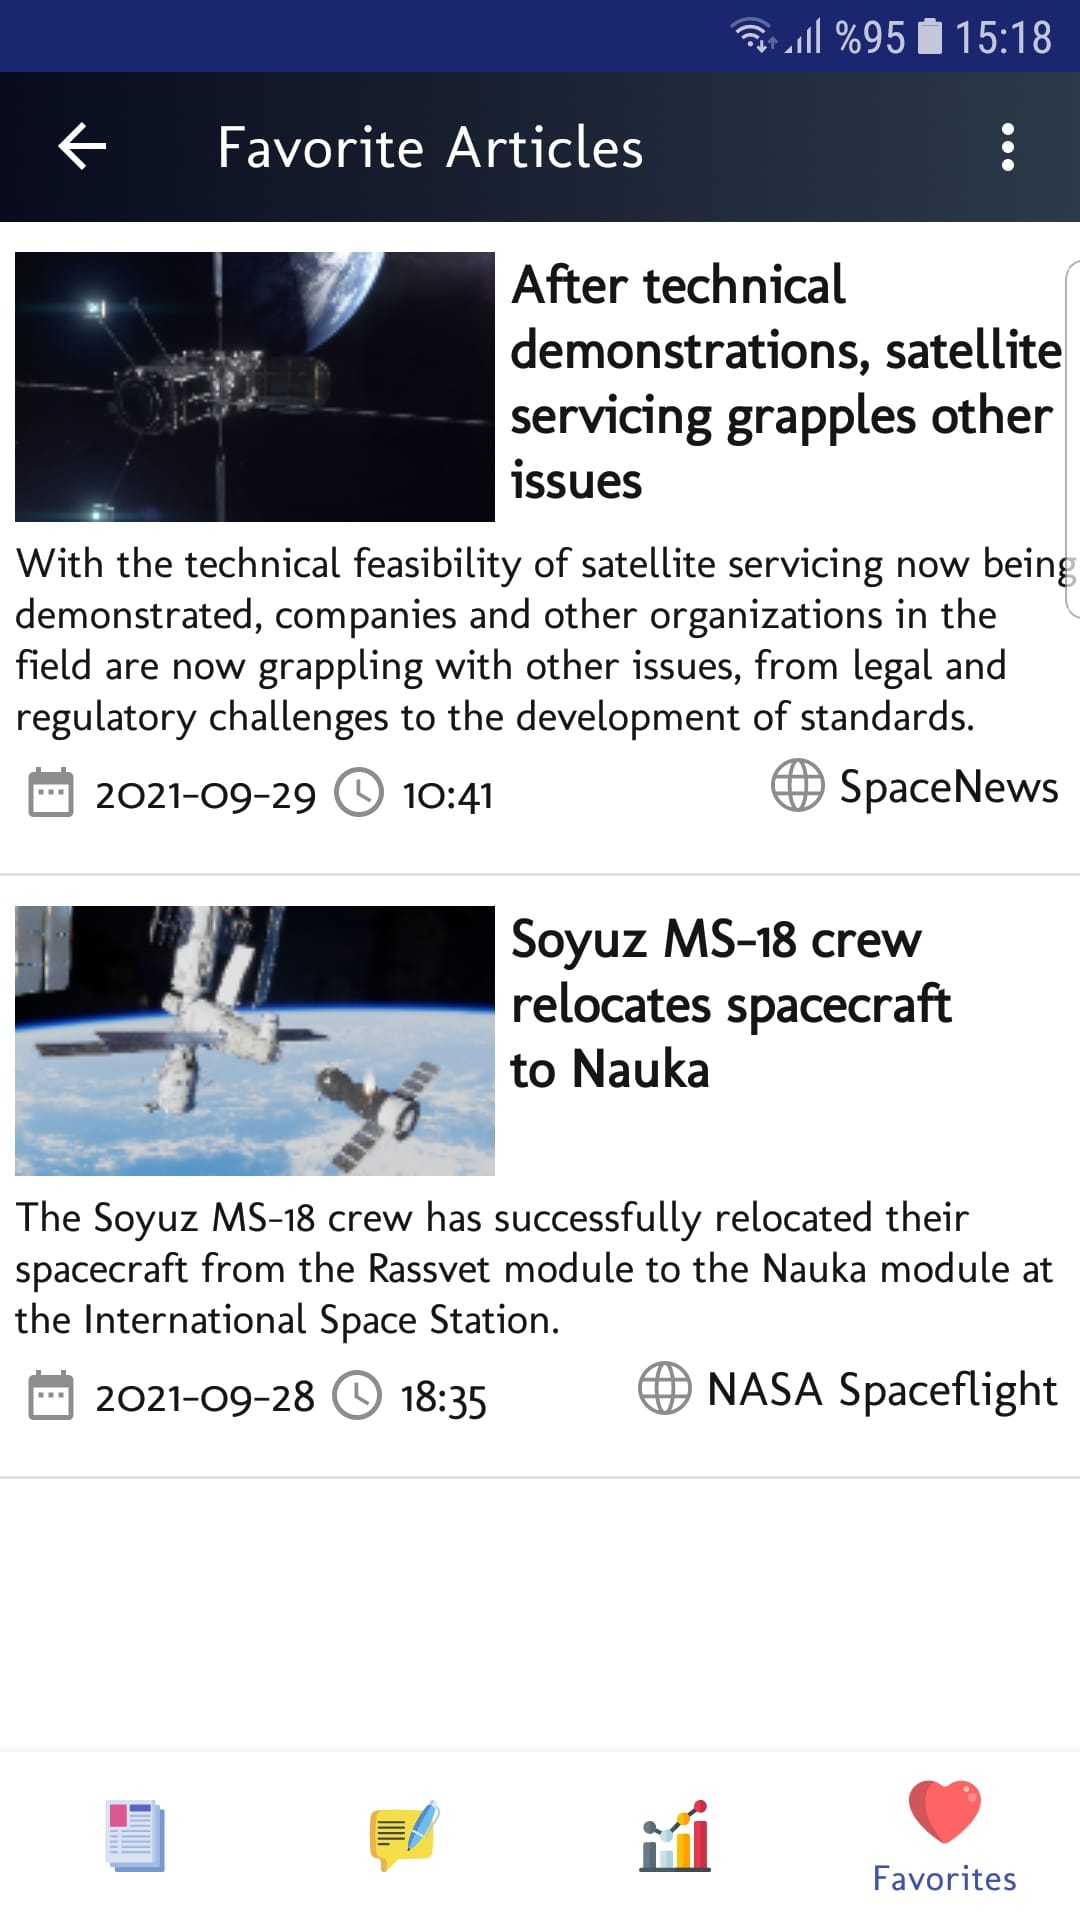 %95 15:18
Favorite Articles
After technical
demonstrations, satellite
servicing grapples other
issues
With the technical feasibility of satellite servicing now being
demonstrated, companies and other organizations in the
field are now grappling with other issues, from legal and
regulatory challenges to the development of standards.
2021-09-29 10:41 SpaceNews
Soyuz MS-18 crew
relocates spacecraft
to Nauka
The Soyuz MS-18 crew has successfully relocated their
spacecraft from the Rassvet module to the Nauka module at
the International Space Station.
2021-09-28 18:35 NASA Spaceflight
Favorites